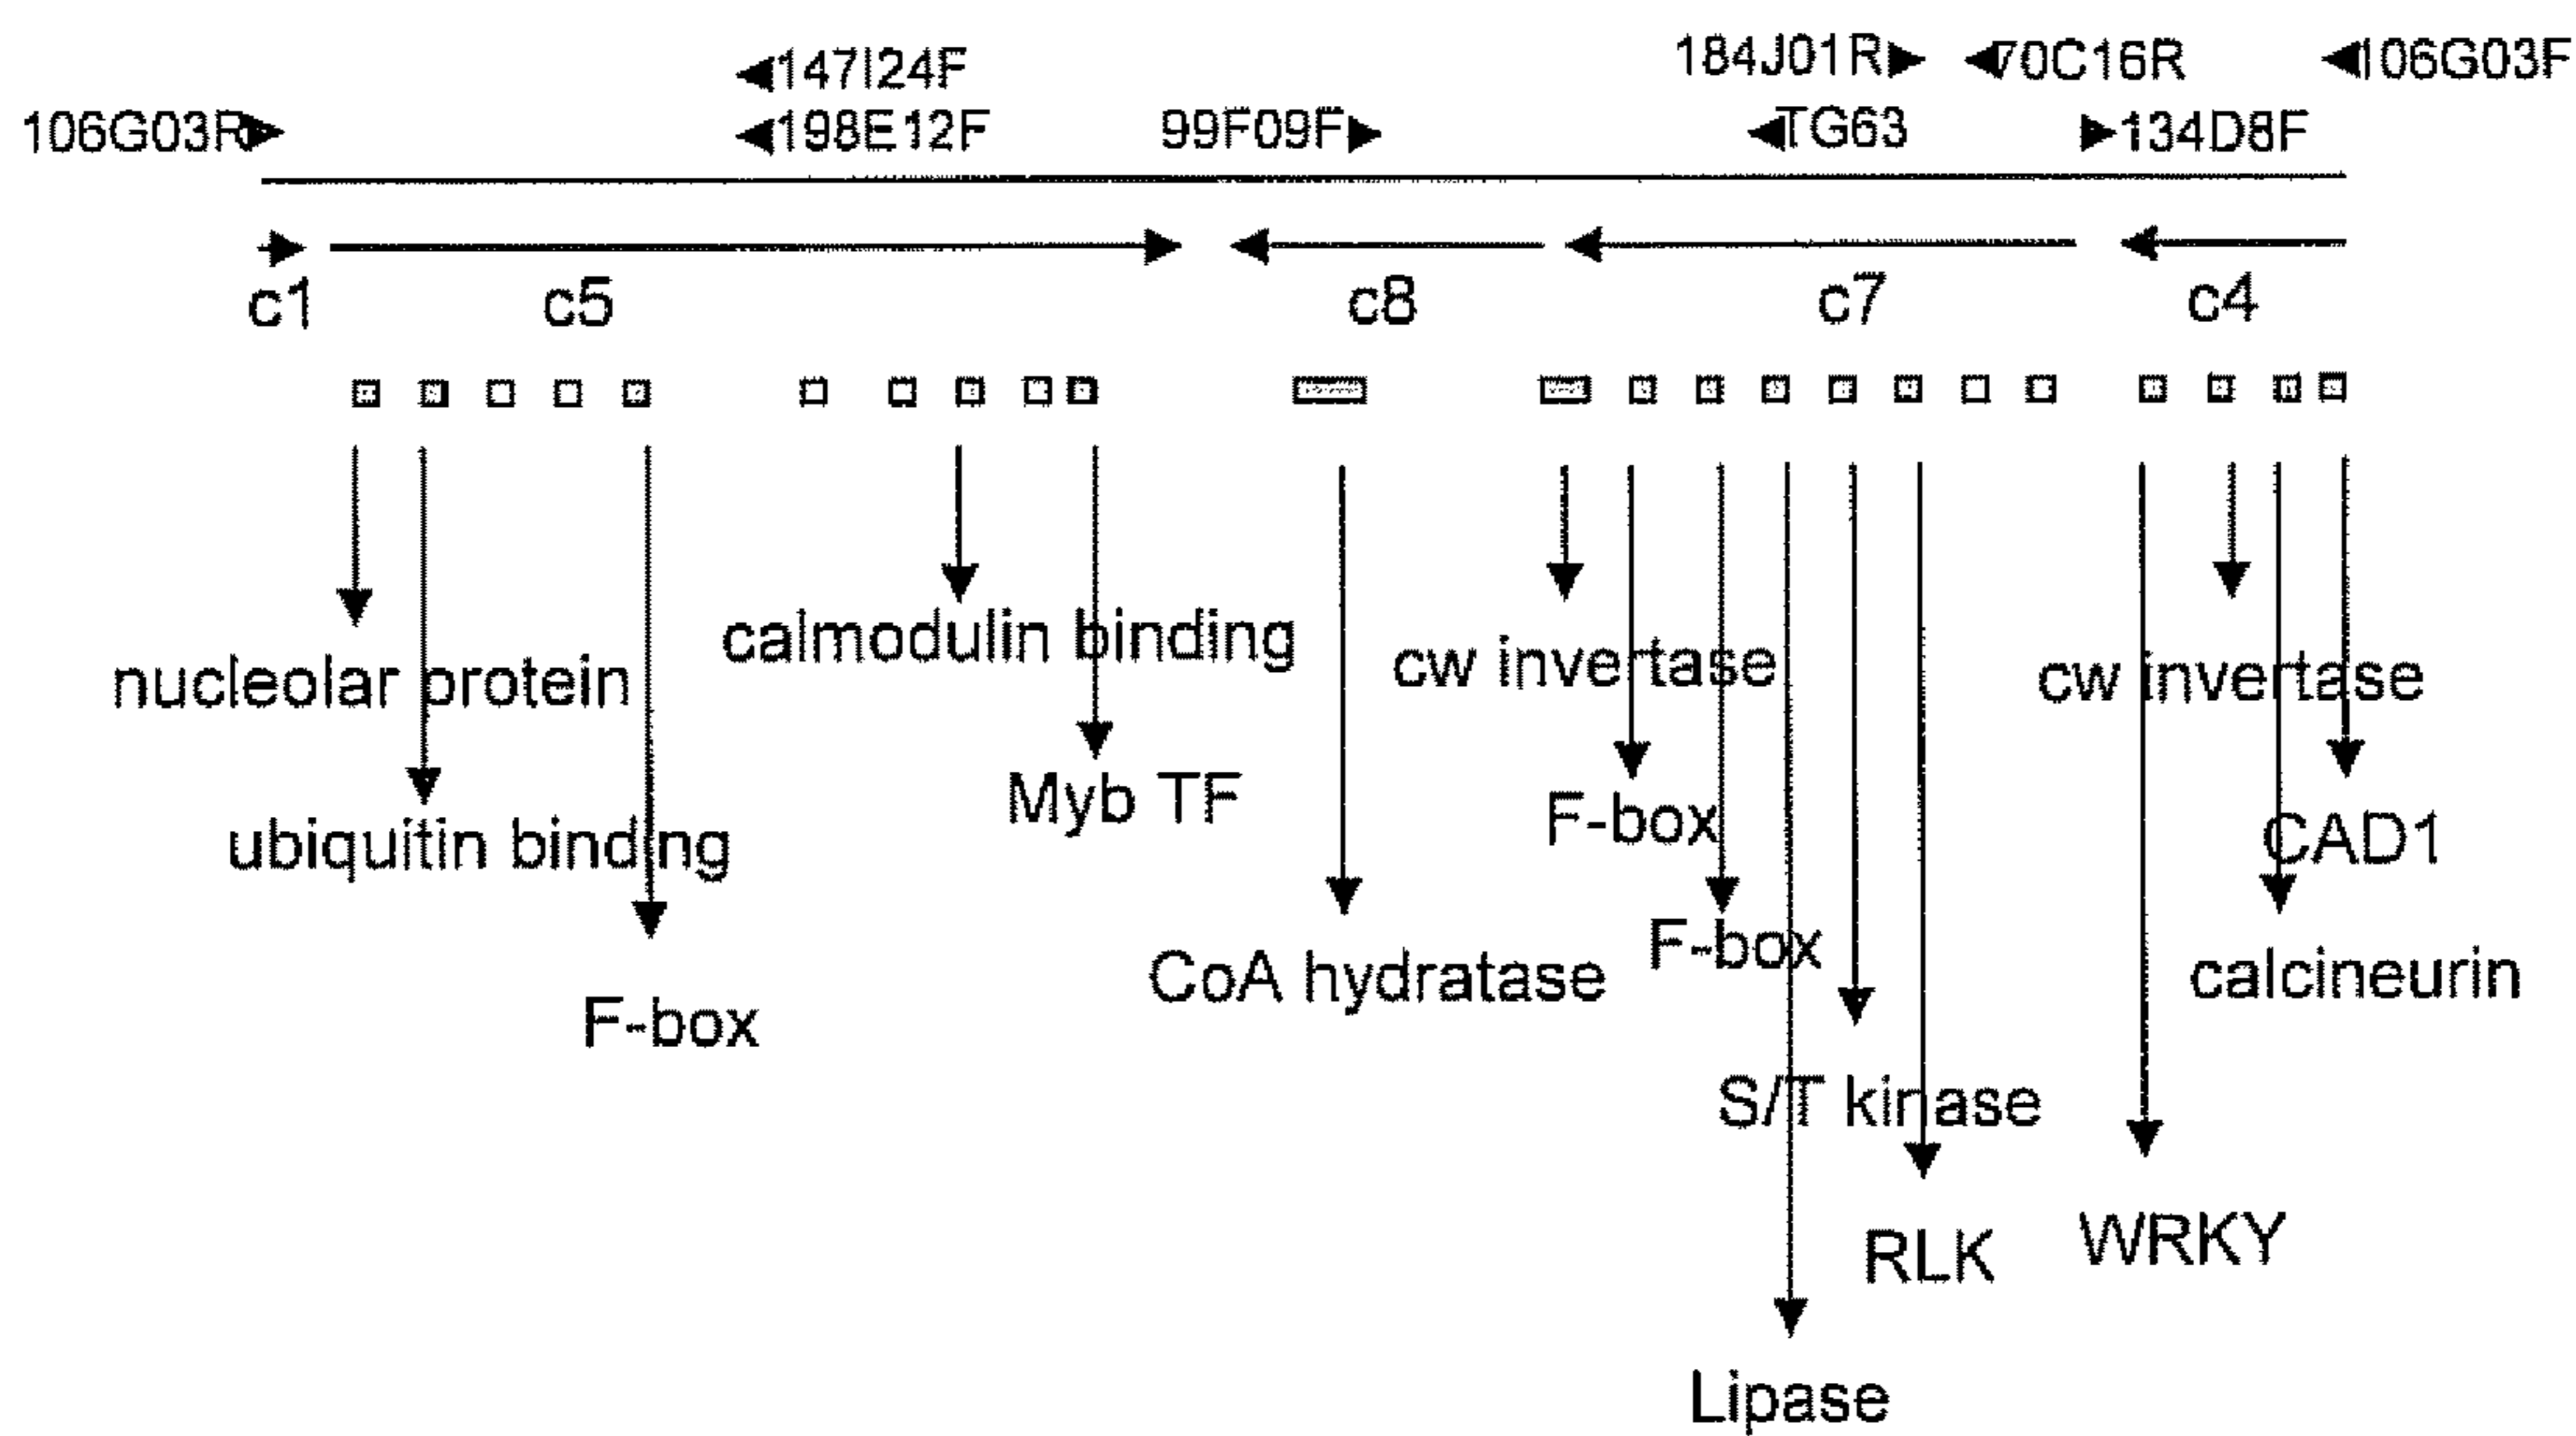 147I24F 184J01R 70C16R 106G03F
106G03R 198E12F 99F09F TG63 134D8F
c1 c5 c8 c7 c4
calmodulin binding cw invertase cw invertase
nucleolar protein
Myb TF F-box CAD1
ubiquitin binding
F-box
CoA hydratase calcineurin
F-box
S/T kinase
RLK WRKY
Lipase